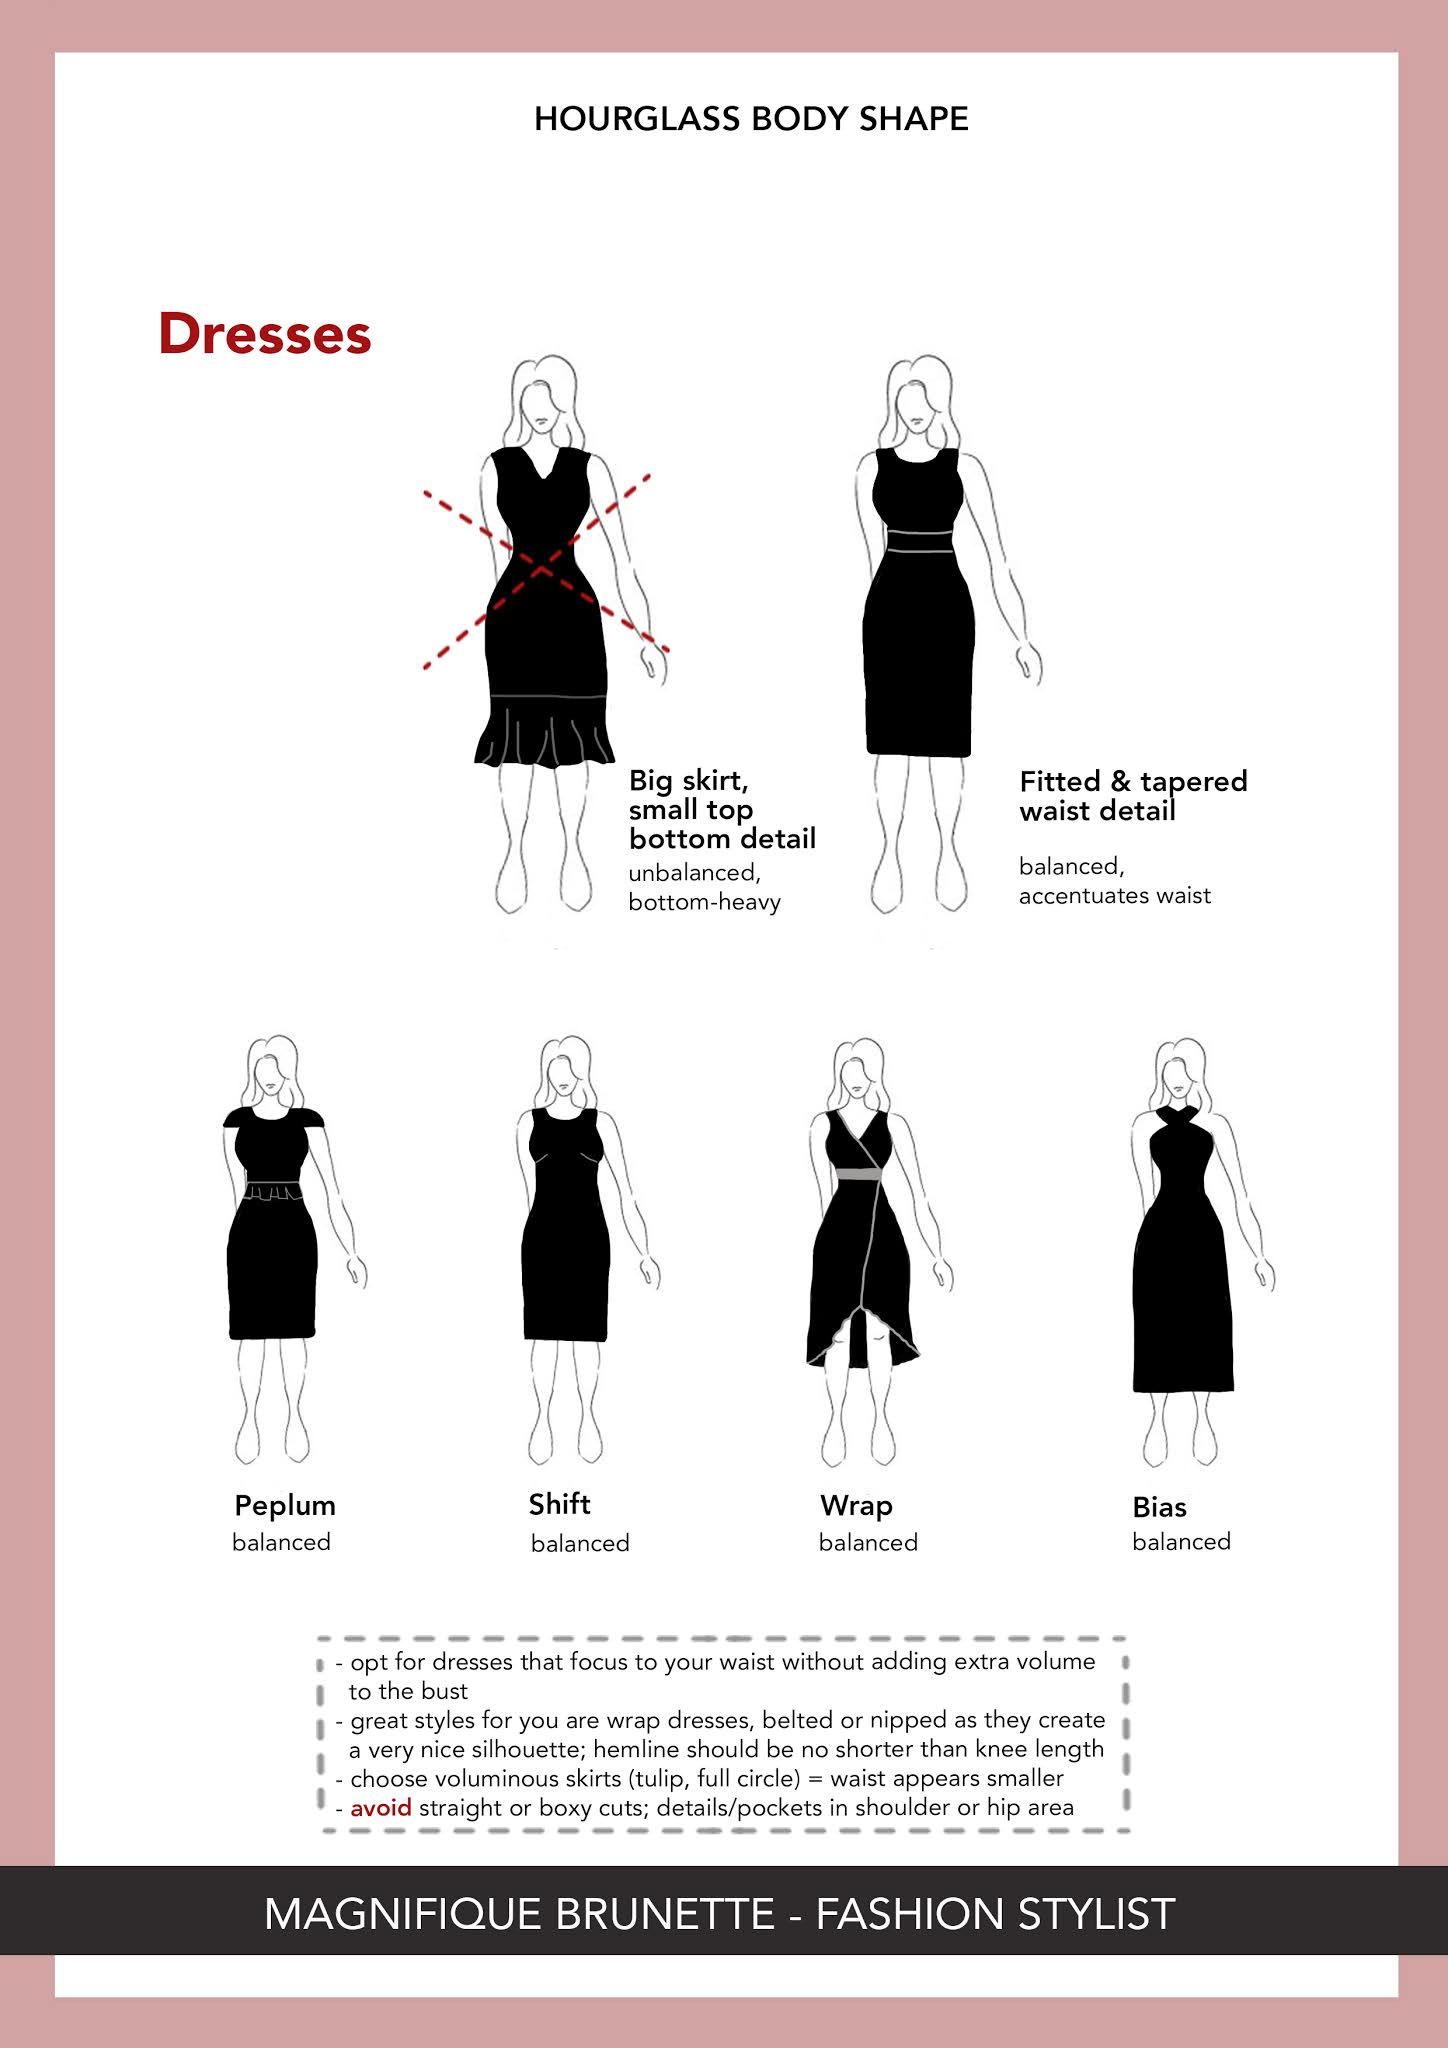 HOURGLASS BODY SHAPE
Dresses
Big skirt,
small top
bottom detail
unbalanced,
bottom-heavy
Fitted & tapered
waist detail
balanced,
accentuates waist
Peplum
balanced
Shift
balanced
Wrap
balanced
Bias
balanced
- opt for dresses that focus to your waist without adding extra volume
to the bust
- great styles for you are wrap dresses, belted or nipped as they create
a very nice silhouette; hemline should be no shorter than knee length
- choose voluminous skirts (tulip, full circle) = waist appears smaller
- avoid straight or boxy cuts; details/pockets in shoulder or hip area
MAGNIFIQUE BRUNETTE - FASHION STYLIST